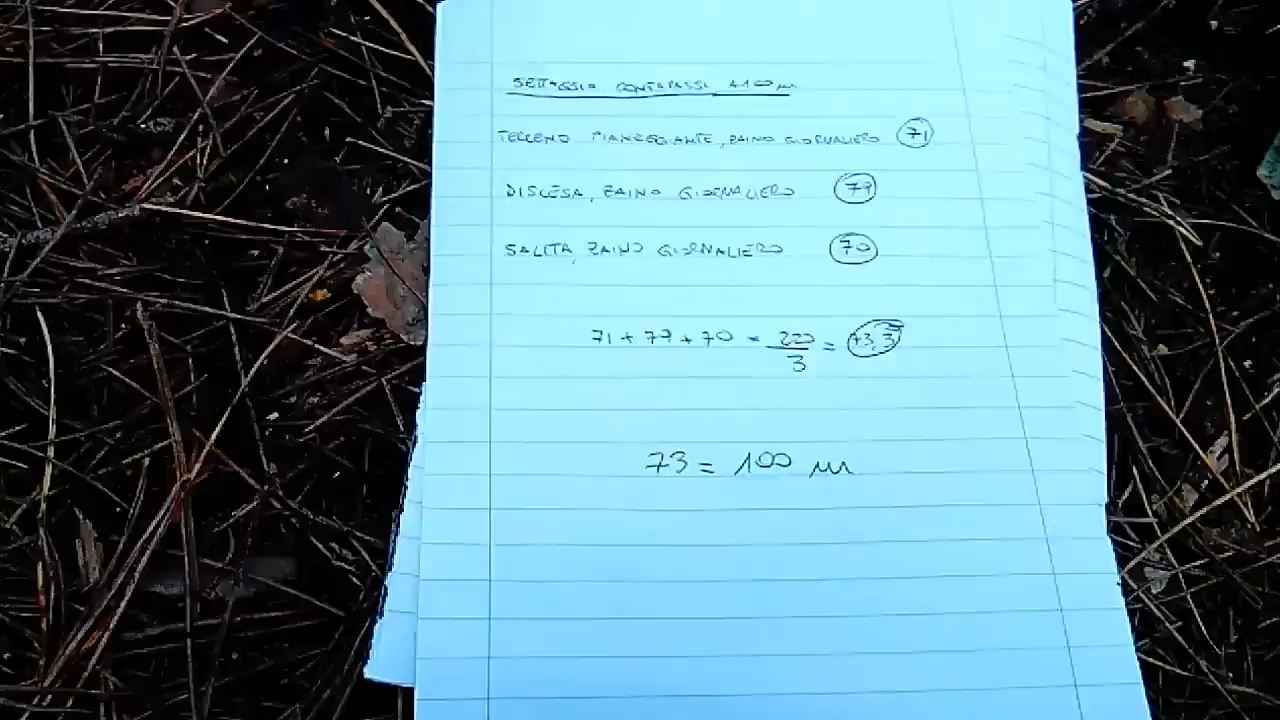 SETTAGGIO CONTAPASSI A 100 m
TERRENO PIANEGGIANTE, ZAINO GIORNALIERO 71
DISCESA, ZAINO GIORNALIERO 79
SALITA, ZAINO GIORNALIERO 70
71 + 79 + 70 = 220/3 = 73,3
73 = 100 m